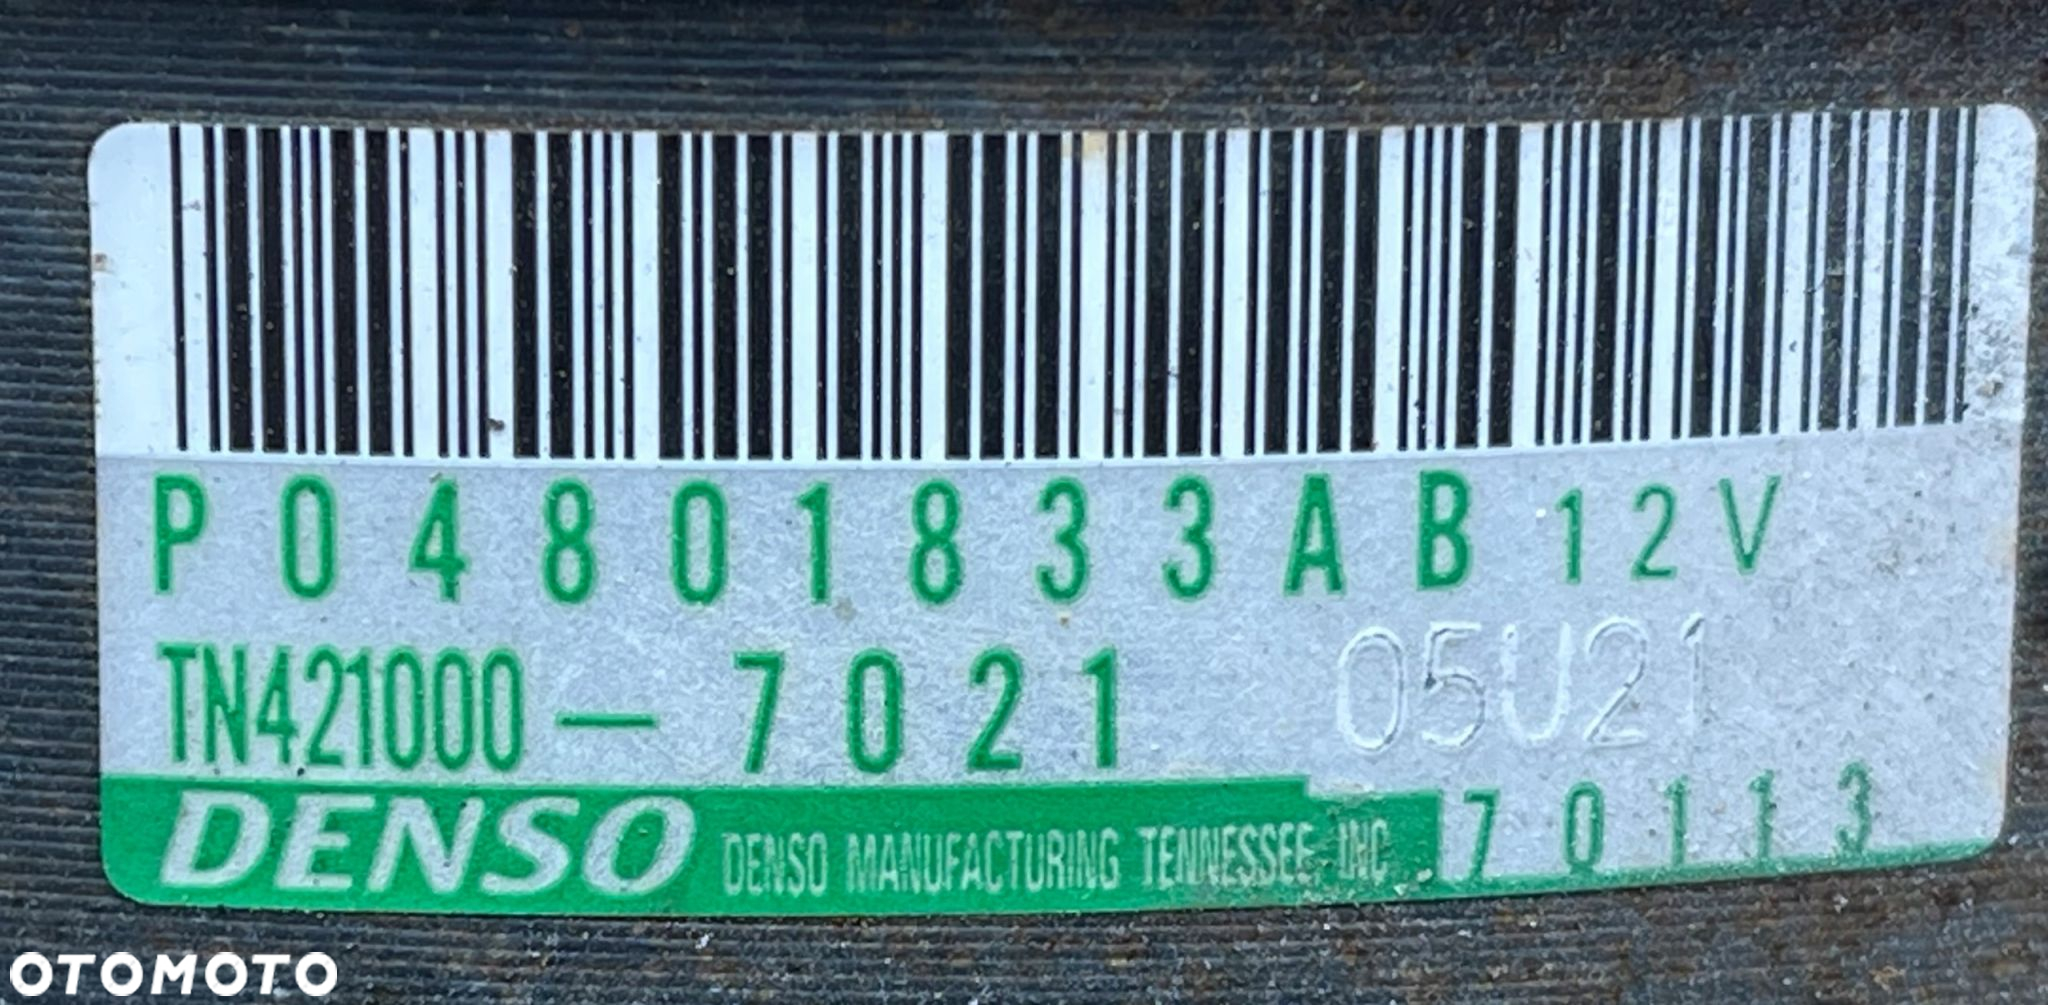 P04801833AB 12V
TN421000-7021 05U21
DENSO DENSO MANUFACTURING TENNESSEE, INC 70113
OTOMOTO